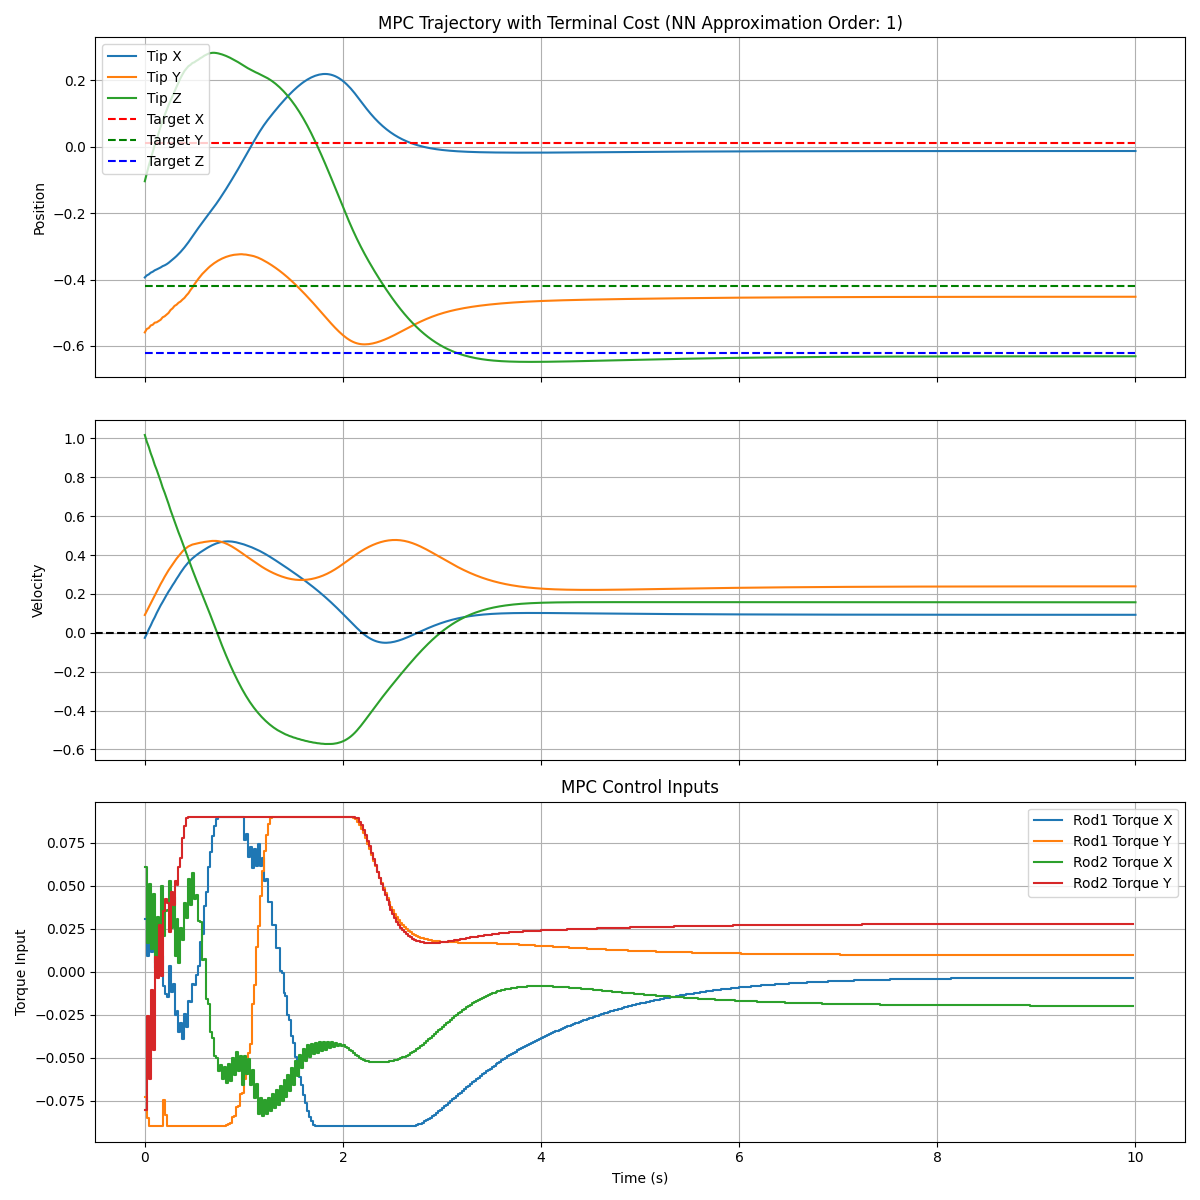 MPC Trajectory with Terminal Cost (NN Approximation Order: 1)
Tip X
Tip Y
Tip Z
Target X
Target Y
Target Z
0.2
0.0
−0.2
−0.4
−0.6
Position
1.0
0.8
0.6
0.4
0.2
0.0
−0.2
−0.4
−0.6
Velocity
MPC Control Inputs
Rod1 Torque X
Rod1 Torque Y
Rod2 Torque X
Rod2 Torque Y
0.075
0.050
0.025
0.000
−0.025
−0.050
−0.075
Torque Input
0 2 4 6 8 10
Time (s)